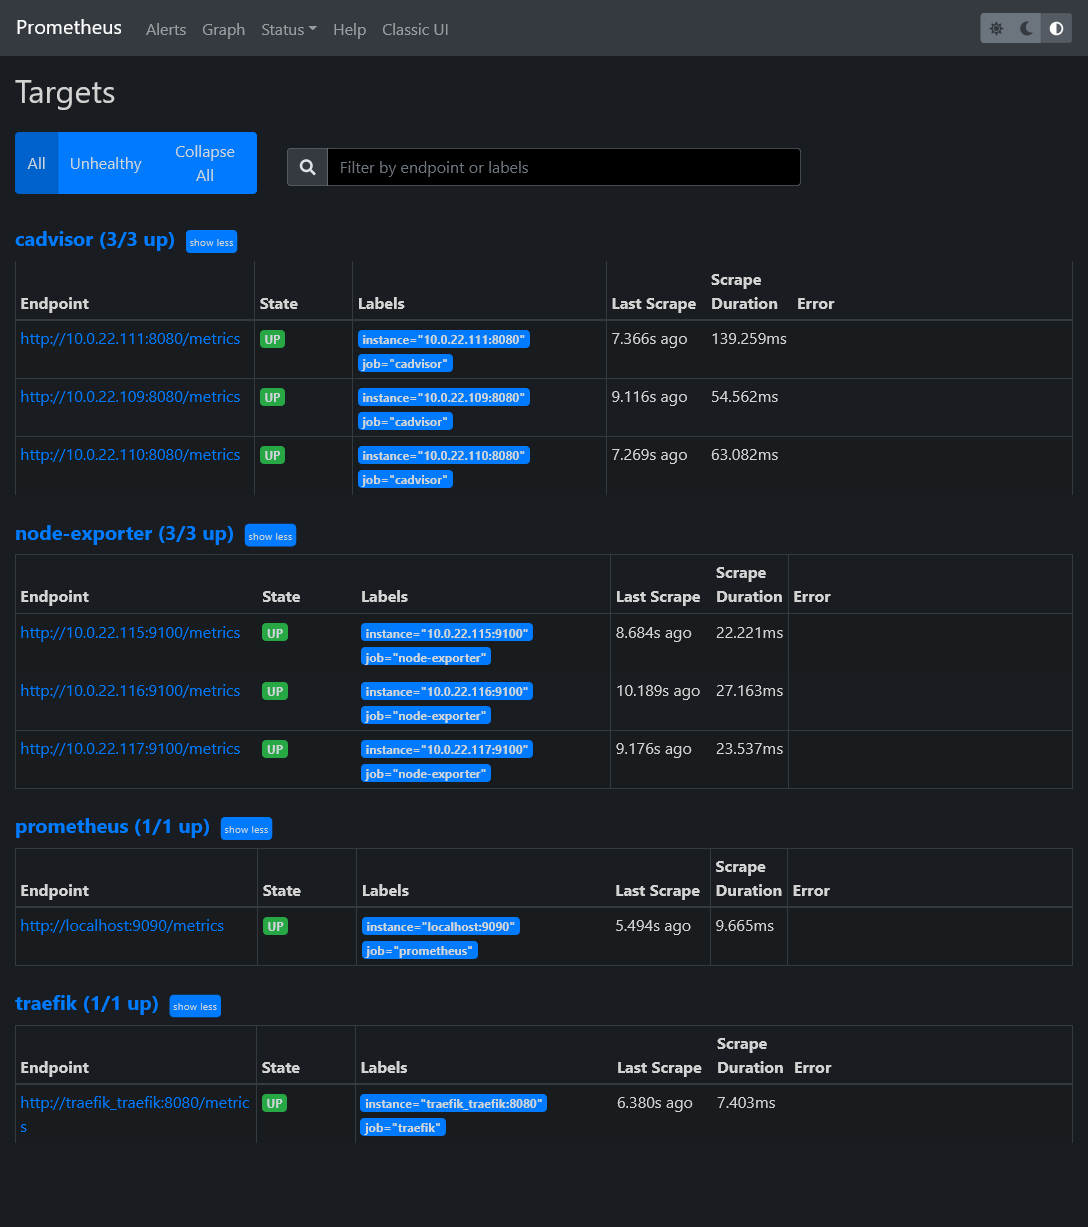 Prometheus Alerts Graph Status Help Classic UI
Targets
All Unhealthy Collapse All
Filter by endpoint or labels
cadvisor (3/3 up) show less
Endpoint State Labels Last Scrape Scrape Duration Error
http://10.0.22.111:8080/metrics UP instance="10.0.22.111:8080" 7.366s ago 139.259ms
job="cadvisor"
http://10.0.22.109:8080/metrics UP instance="10.0.22.109:8080" 9.116s ago 54.562ms
job="cadvisor"
http://10.0.22.110:8080/metrics UP instance="10.0.22.110:8080" 7.269s ago 63.082ms
job="cadvisor"
node-exporter (3/3 up) show less
Endpoint State Labels Last Scrape Scrape Duration Error
http://10.0.22.115:9100/metrics UP instance="10.0.22.115:9100" 8.684s ago 22.221ms
job="node-exporter"
http://10.0.22.116:9100/metrics UP instance="10.0.22.116:9100" 10.189s ago 27.163ms
job="node-exporter"
http://10.0.22.117:9100/metrics UP instance="10.0.22.117:9100" 9.176s ago 23.537ms
job="node-exporter"
prometheus (1/1 up) show less
Endpoint State Labels Last Scrape Scrape Duration Error
http://localhost:9090/metrics UP instance="localhost:9090" 5.494s ago 9.665ms
job="prometheus"
traefik (1/1 up) show less
Endpoint State Labels Last Scrape Scrape Duration Error
http://traefik_traefik:8080/metrics UP instance="traefik_traefik:8080" 6.380s ago 7.403ms
job="traefik"